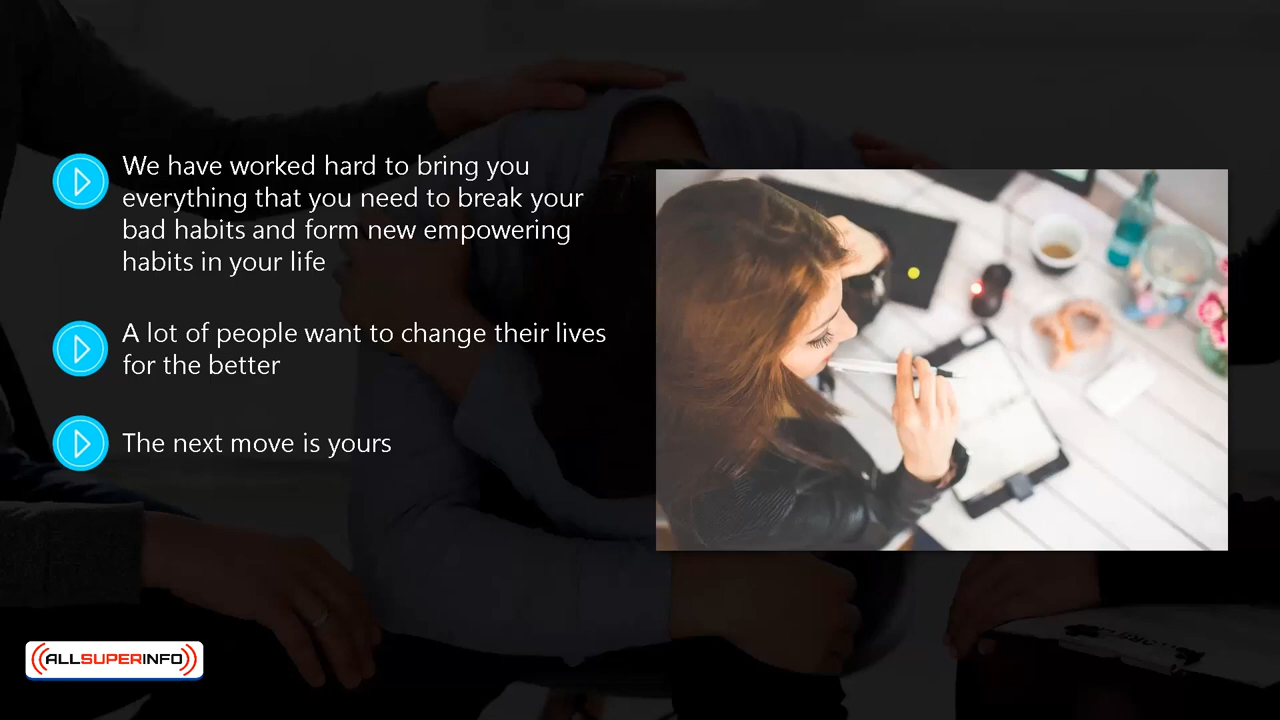 We have worked hard to bring you
everything that you need to break your
bad habits and form new empowering
habits in your life
A lot of people want to change their lives
for the better
The next move is yours
ALLSUPERINFO